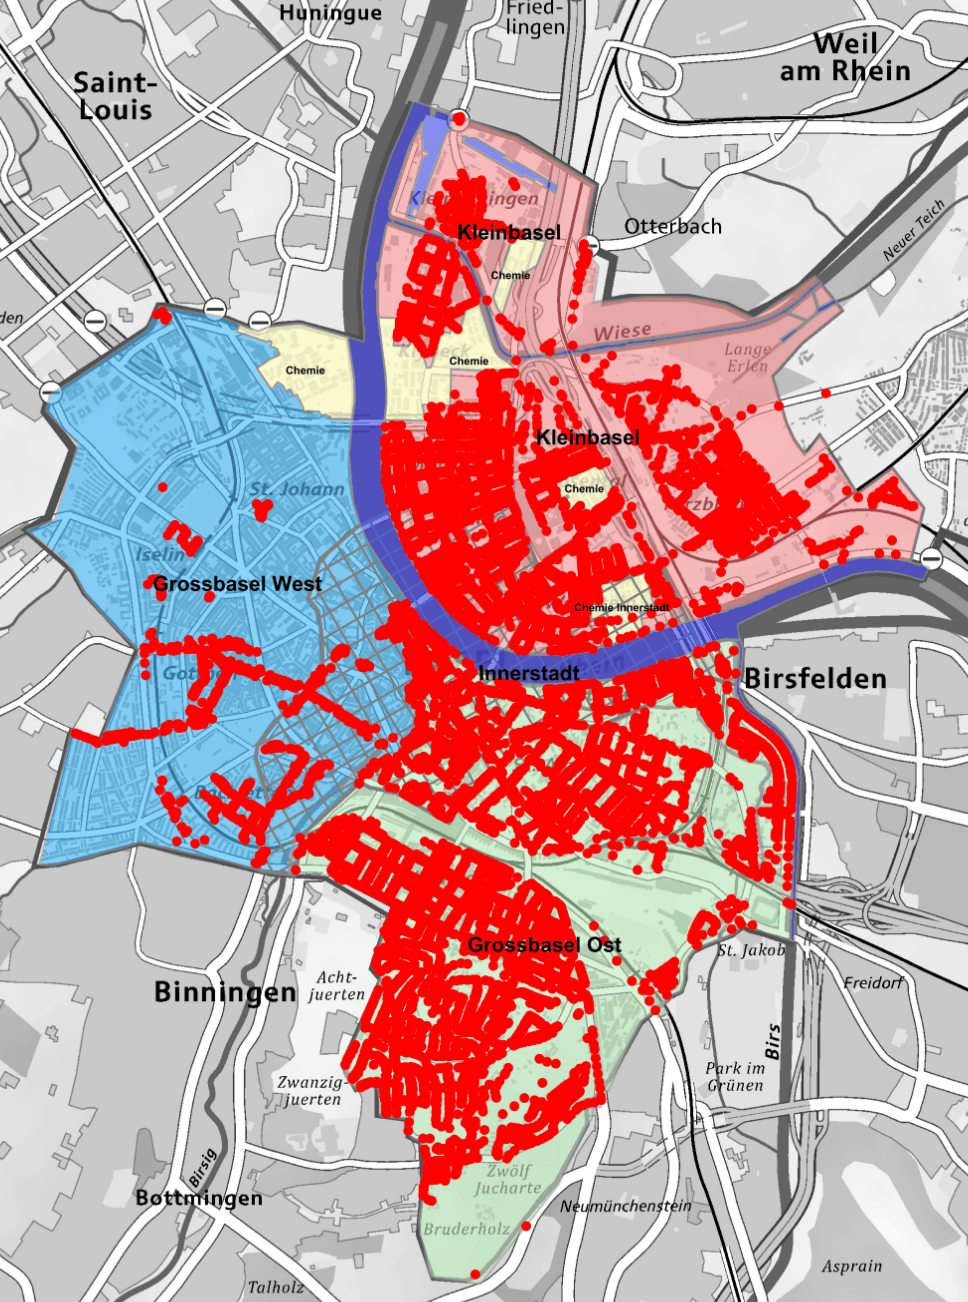 Huningue
Fried-
lingen
Weil
am Rhein
Saint-
Louis
Otterbach
Neuer Teich
Kleinbasel
Chemie
Wiese
Lange
Erlen
Chemie
Chemie
Kleinbasel
St. Johann
Chemie
Iselin
Grossbasel West
Chemie Innerstadt
Innerstadt
Birsfelden
Grossbasel Ost
St. Jakob
Binningen
Acht-
juerten
Freidorf
Birs
Park im
Grünen
Zwanzig-
juerten
Birsig
Zwölf
Jucharte
Bottmingen
Neumünchenstein
Bruderholz
Asprain
Talholz